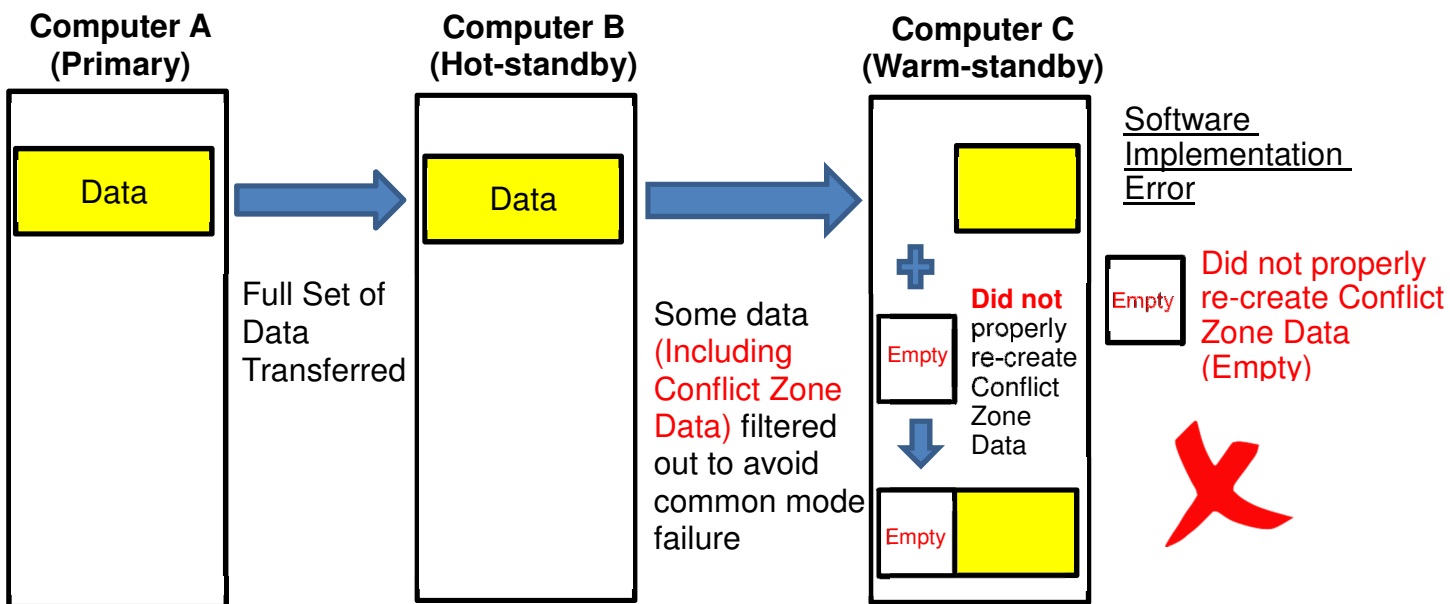 Computer A
(Primary)
Computer B
(Hot-standby)
Computer C
(Warm-standby)
Data
Full Set of
Data
Transferred
Data
Some data
(Including
Conflict Zone
Data) filtered
out to avoid
common mode
failure
Empty
Did not
properly
re-create
Conflict
Zone
Data
Empty
Software
Implementation
Error
Empty
Did not properly
re-create Conflict
Zone Data
(Empty)